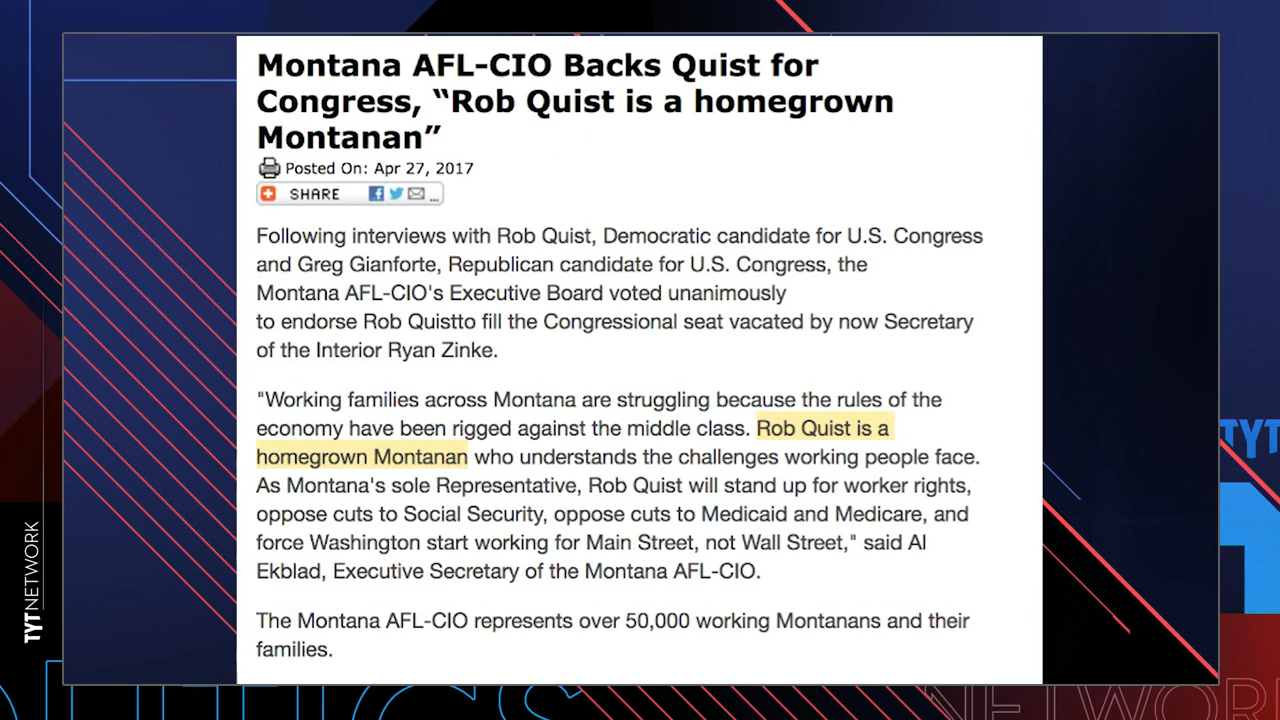 Montana AFL-CIO Backs Quist for
Congress, “Rob Quist is a homegrown
Montanan”
Posted On: Apr 27, 2017
SHARE ...
Following interviews with Rob Quist, Democratic candidate for U.S. Congress
and Greg Gianforte, Republican candidate for U.S. Congress, the
Montana AFL-CIO's Executive Board voted unanimously
to endorse Rob Quistto fill the Congressional seat vacated by now Secretary
of the Interior Ryan Zinke.
"Working families across Montana are struggling because the rules of the
economy have been rigged against the middle class. Rob Quist is a
homegrown Montanan who understands the challenges working people face.
As Montana's sole Representative, Rob Quist will stand up for worker rights,
oppose cuts to Social Security, oppose cuts to Medicaid and Medicare, and
force Washington start working for Main Street, not Wall Street," said Al
Ekblad, Executive Secretary of the Montana AFL-CIO.
The Montana AFL-CIO represents over 50,000 working Montanans and their
families.
TYT NETWORK
TYT
NETWORK